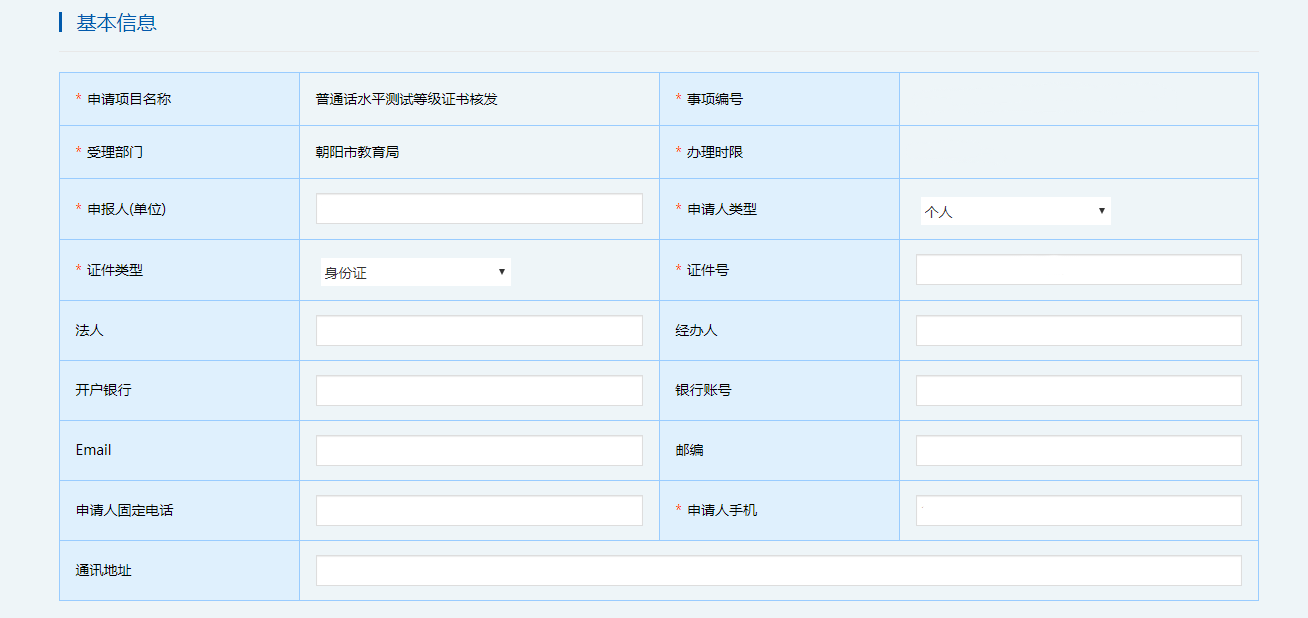 基本信息
* 申请项目名称 普通话水平测试等级证书核发 * 事项编号
* 受理部门 朝阳市教育局 * 办理时限
* 申报人(单位) * 申请人类型 个人
* 证件类型 身份证 * 证件号
法人 经办人
开户银行 银行账号
Email 邮编
申请人固定电话 * 申请人手机
通讯地址